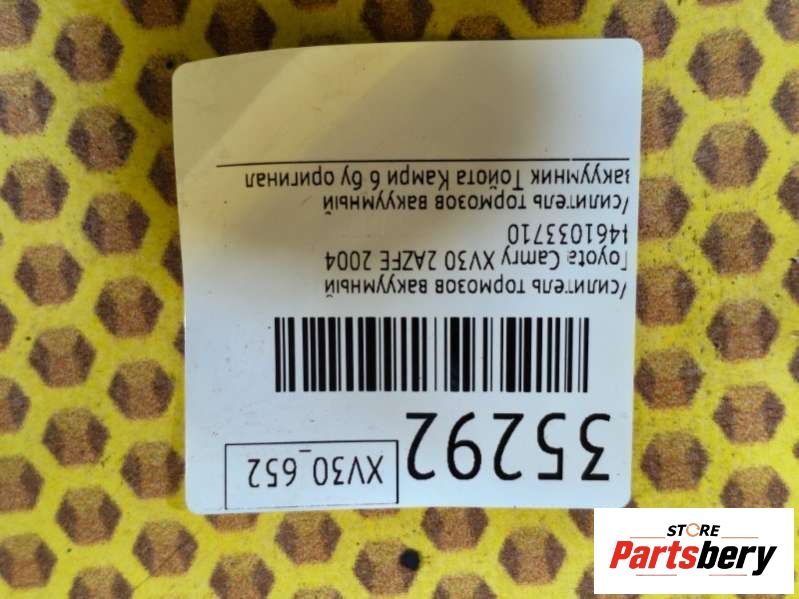 35292
XV30_652
Усилитель тормозов вакуумный
Toyota Camry XV30 2AZFE 2004
4461033710
Усилитель тормозов вакуумный
вакуумник Тойота Камри 6 бу оригинал
STORE
Partsbery